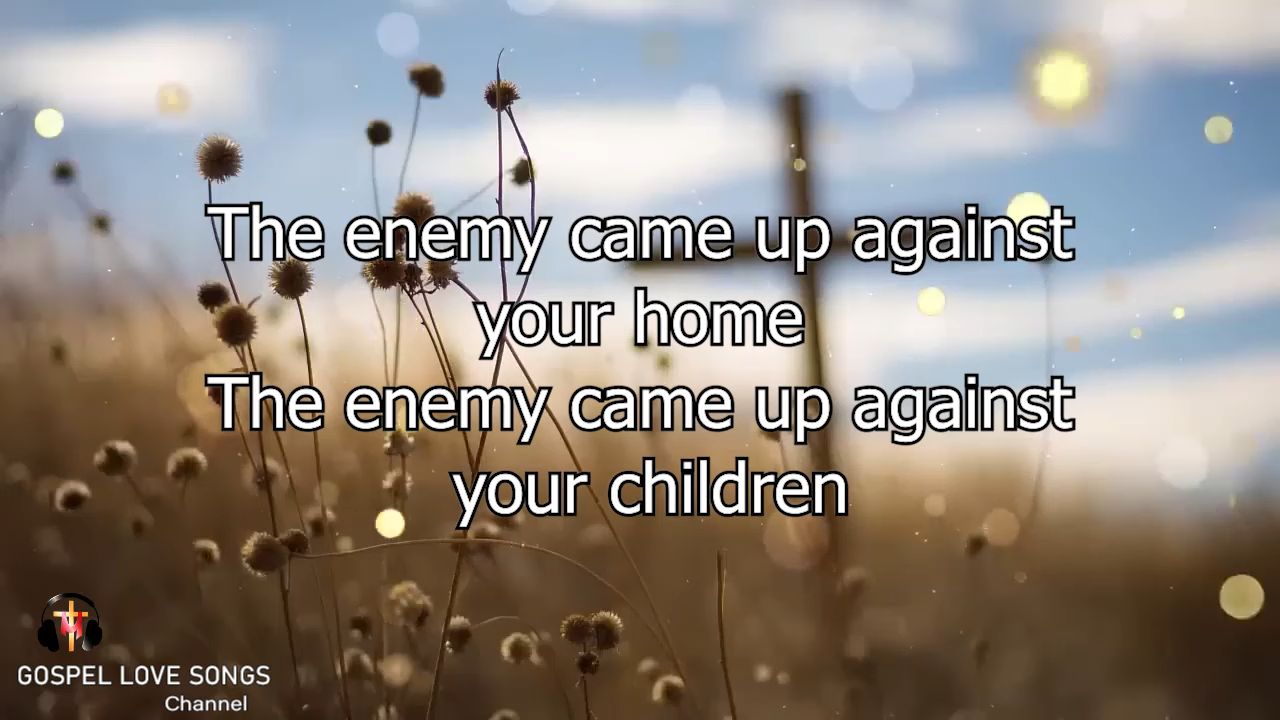 The enemy came up against
your home
The enemy came up against
your children
GOSPEL LOVE SONGS
Channel